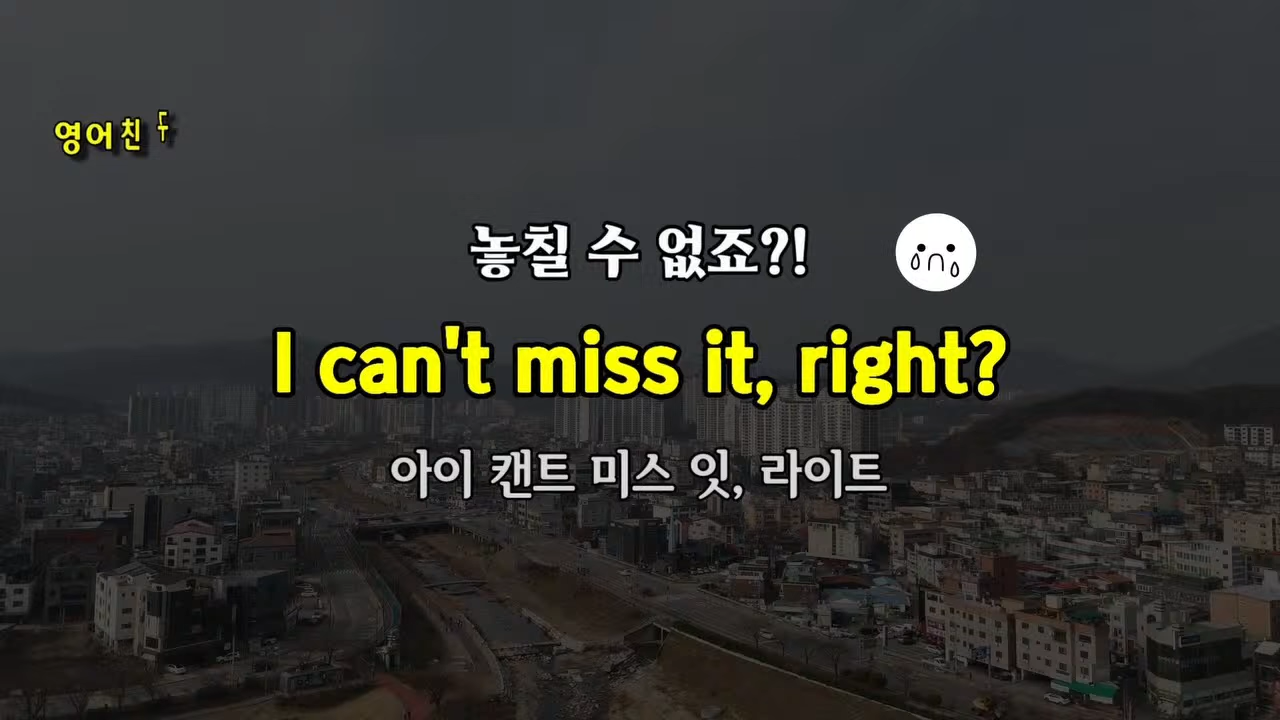 영어친
놓칠 수 없죠?!
I can't miss it, right?
아이 캔트 미스 잇, 라이트